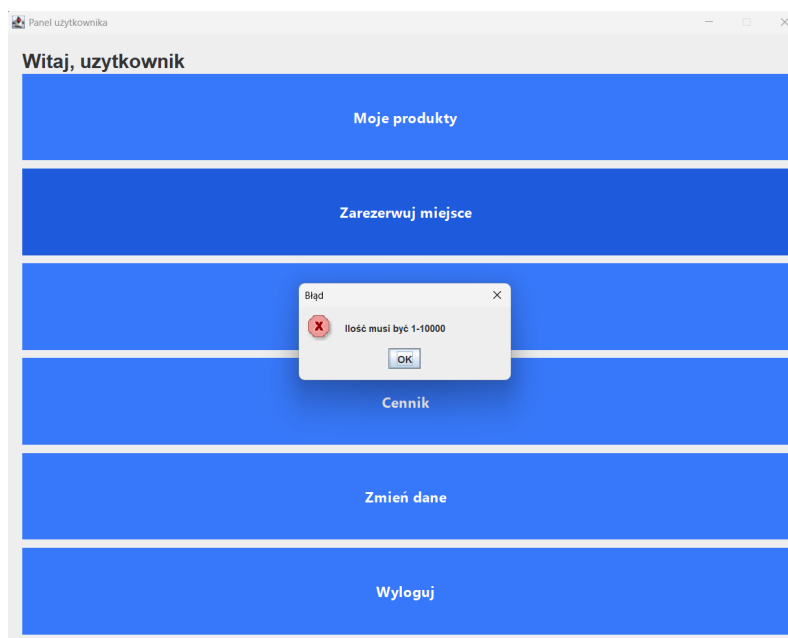 Panel użytkownika
Witaj, uzytkownik
Moje produkty
Zarezerwuj miejsce
Błąd
Ilość musi być 1-10000
OK
Cennik
Zmień dane
Wyloguj